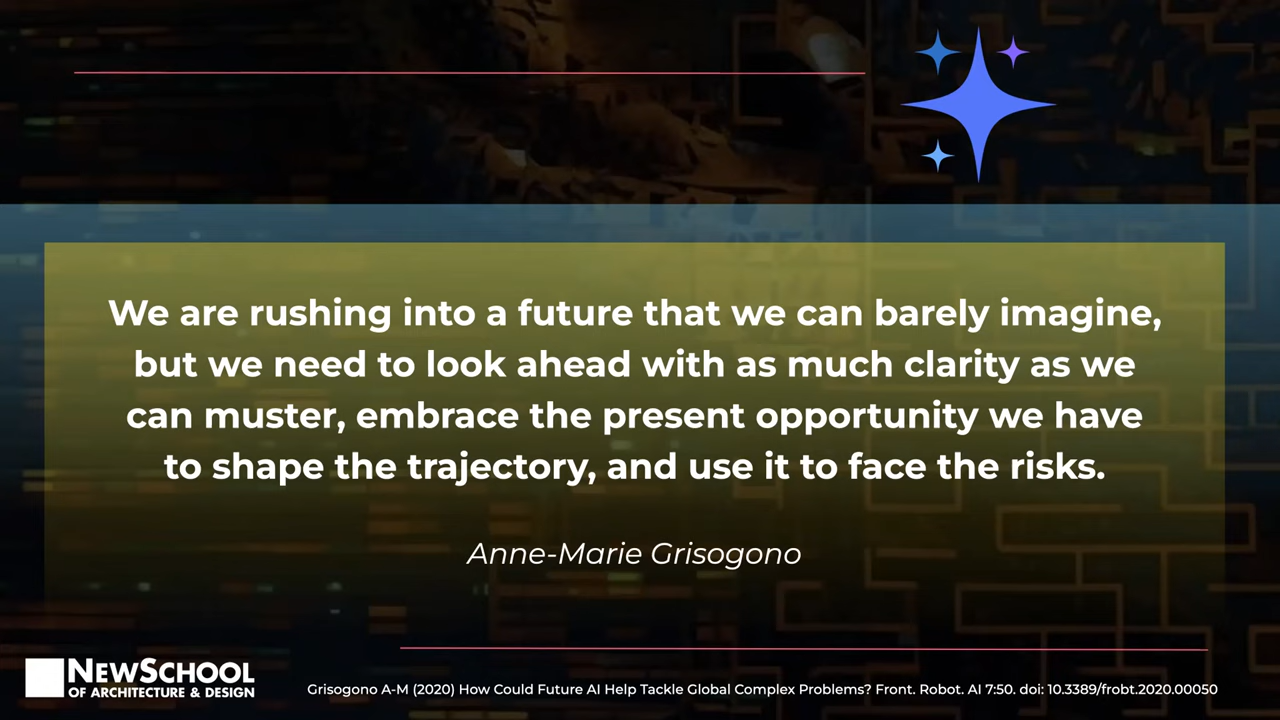 We are rushing into a future that we can barely imagine,
but we need to look ahead with as much clarity as we
can muster, embrace the present opportunity we have
to shape the trajectory, and use it to face the risks.
Anne-Marie Grisogono
NEWSCHOOL
OF ARCHITECTURE & DESIGN
Grisogono A-M (2020) How Could Future AI Help Tackle Global Complex Problems? Front. Robot. AI 7:50. doi: 10.3389/frobt.2020.00050